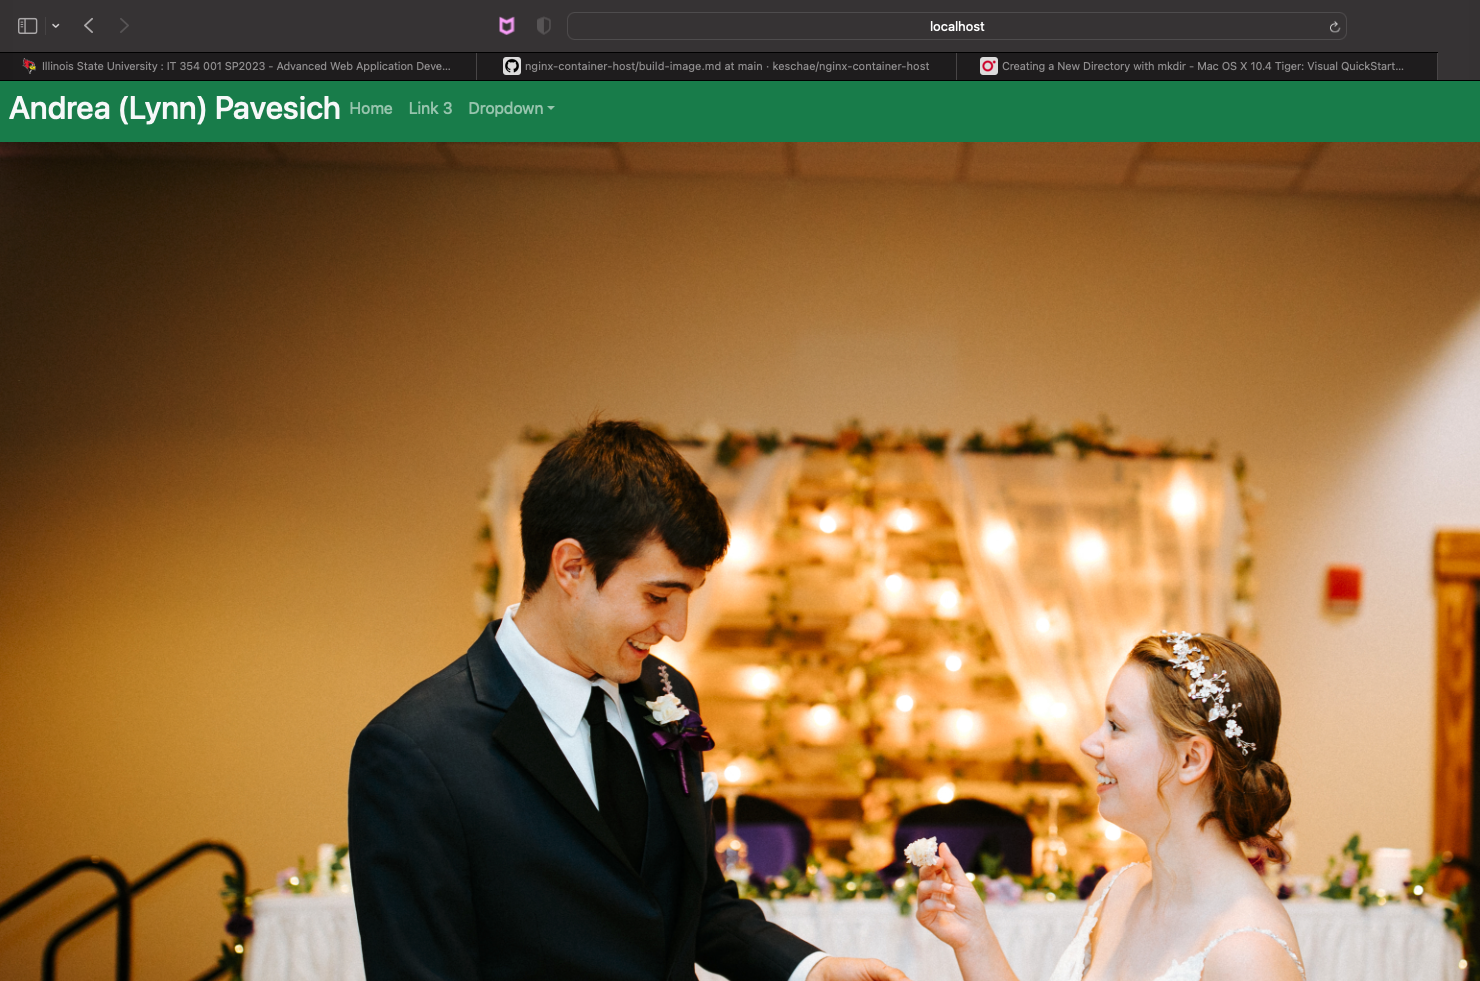 localhost
Illinois State University : IT 354 001 SP2023 - Advanced Web Application Deve...
nginx-container-host/build-image.md at main · keschae/nginx-container-host
Creating a New Directory with mkdir - Mac OS X 10.4 Tiger: Visual QuickStart...
Andrea (Lynn) Pavesich Home Link 3 Dropdown